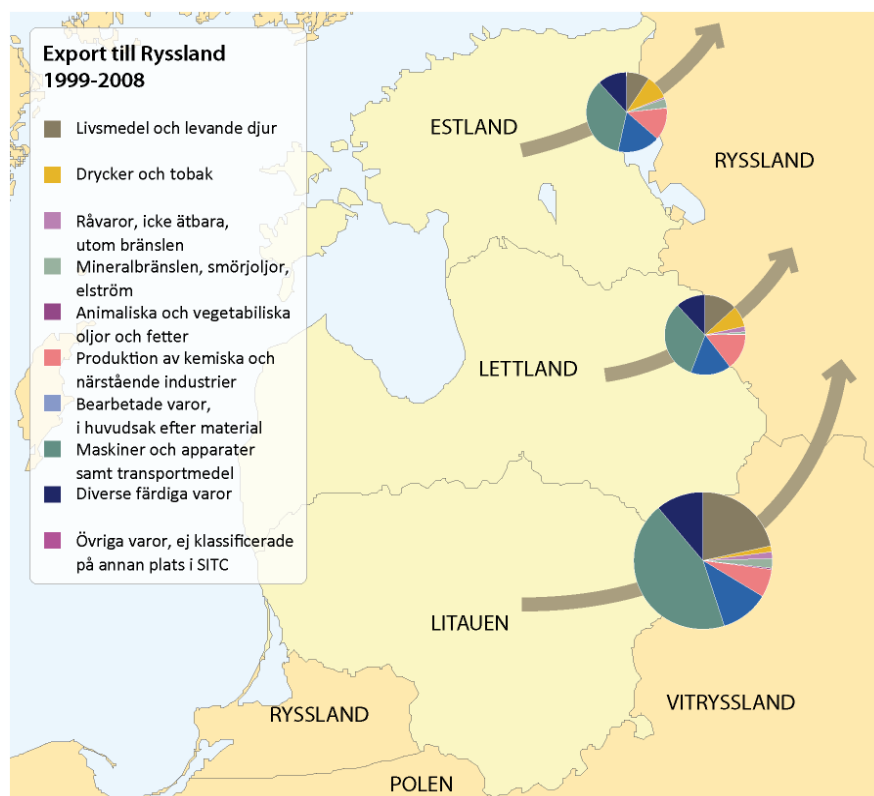 Export till Ryssland
1999-2008
Livsmedel och levande djur
Drycker och tobak
Råvaror, icke ätbara,
utom bränslen
Mineralbränslen, smörjoljor,
elström
Animaliska och vegetabiliska
oljor och fetter
Produktion av kemiska och
närstående industrier
Bearbetade varor,
i huvudsak efter material
Maskiner och apparater
samt transportmedel
Diverse färdiga varor
Övriga varor, ej klassificerade
på annan plats i SITC
ESTLAND
RYSSLAND
LETTLAND
LITAUEN
VITRYSSLAND
RYSSLAND
POLEN